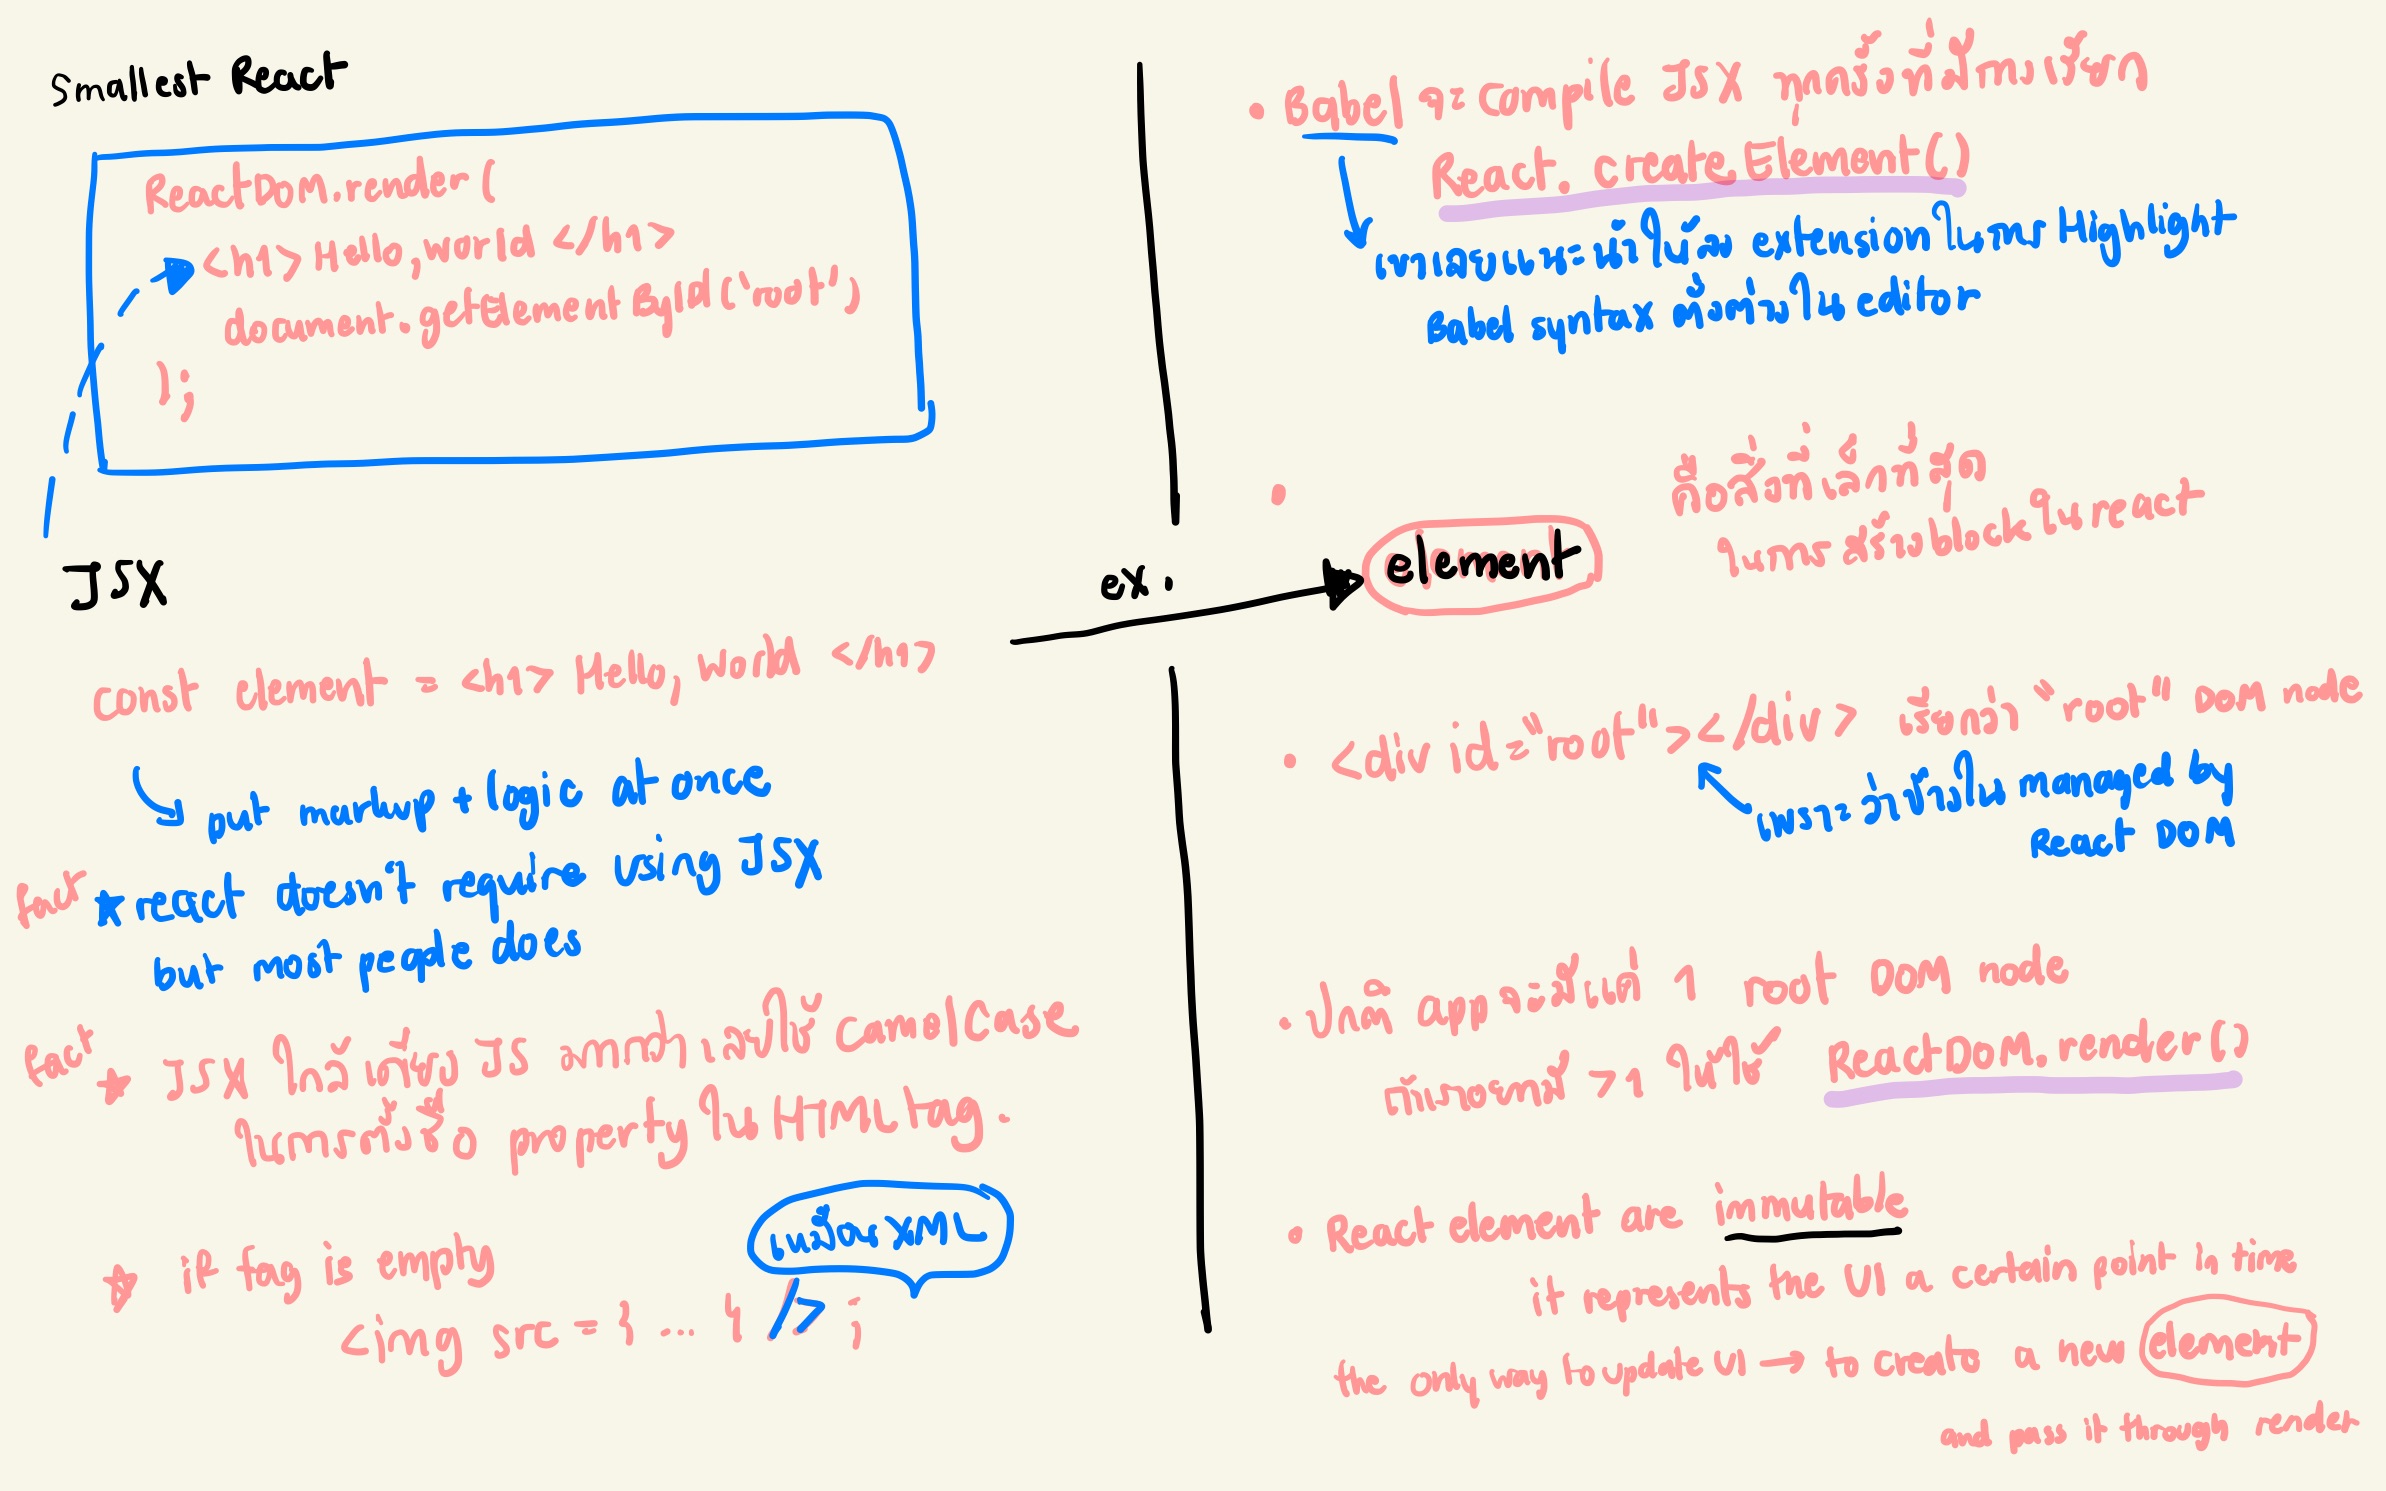 Smallest React
ReactDOM.render(
<h1>Hello, world </h1>
document.getElementById('root')
);
JSX
const element = <h1> Hello, world </h1>
put markup + logic at once
fact ★ react doesn't require using JSX
but most people does
fact ★ JSX ใกล้เคียง JS มากกว่า เลยใช้ camelCase
ในการตั้งชื่อ property ใน HTML tag.
☆ if tag is empty
เหมือน XML
<img src = { ... } /> ;
• Babel จะ compile JSX ทุกครั้งที่มีการเรียก
React. createElement()
เขาเลยแนะนำให้ลง extension ในการ Highlight
Babel syntax ต่างๆ ใน editor
• คือสิ่งที่เล็กที่สุด
ในการสร้าง block ใน react
ex. element
• <div id="root"></div> เรียกว่า "root" DOM node
เพราะว่าข้างใน managed by
React DOM
• ปกติ app จะมีแค่ 1 root DOM node
ถ้าเราอยากมี >1 ให้ใช้ ReactDOM.render()
• React element are immutable
it represents the UI a certain point in time
the only way to update UI → to create a new element
and pass it through render